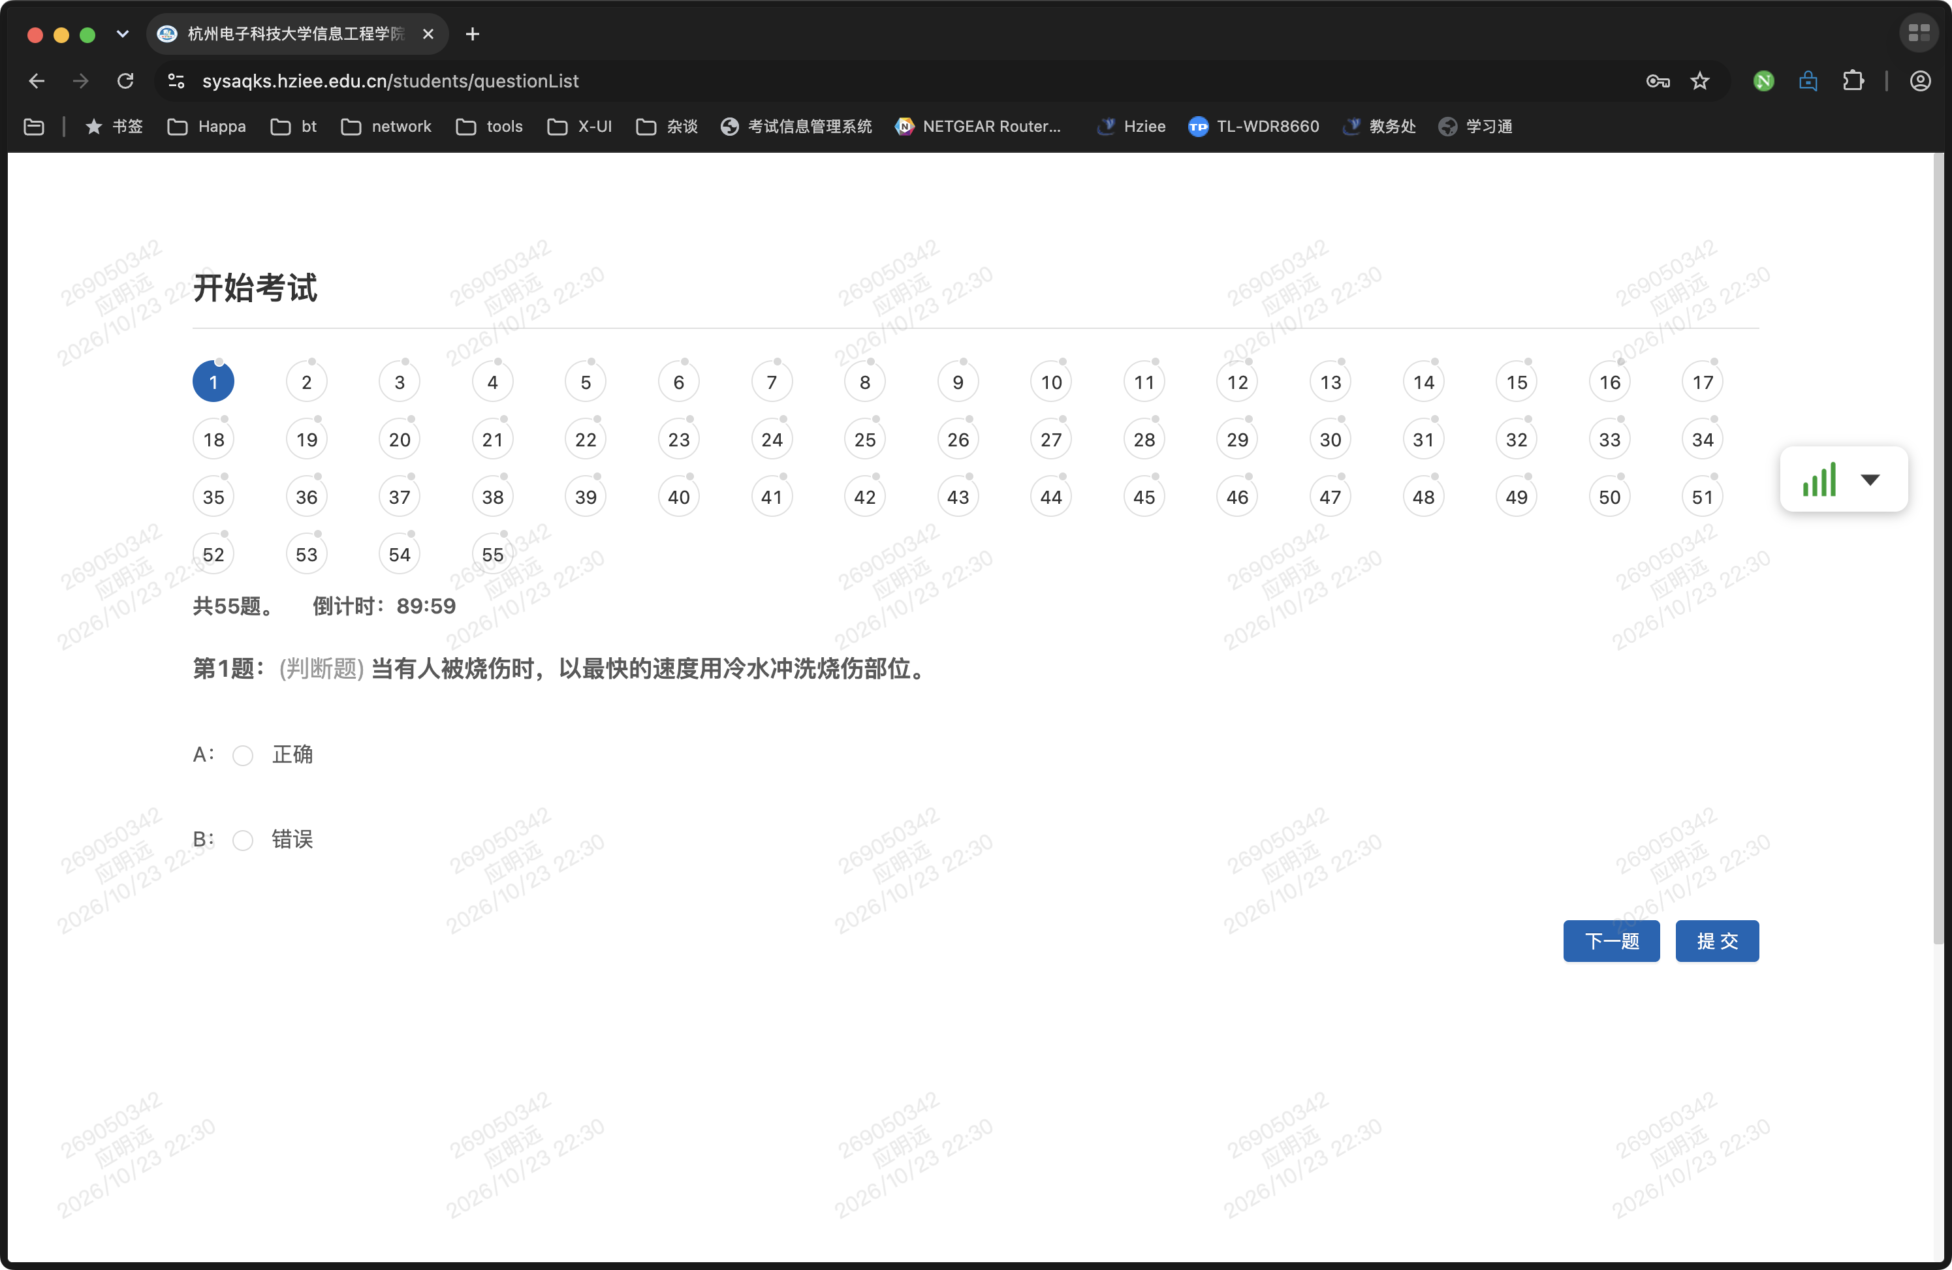 杭州电子科技大学信息工程学院
sysaqks.hziee.edu.cn/students/questionList
书签 Happa bt network tools X-UI 杂谈 考试信息管理系统 NETGEAR Router... Hziee TL-WDR8660 教务处 学习通
开始考试
1 2 3 4 5 6 7 8 9 10 11 12 13 14 15 16 17
18 19 20 21 22 23 24 25 26 27 28 29 30 31 32 33 34
35 36 37 38 39 40 41 42 43 44 45 46 47 48 49 50 51
52 53 54 55
共55题。 倒计时：89:59
第1题：(判断题) 当有人被烧伤时，以最快的速度用冷水冲洗烧伤部位。
A： 正确
B： 错误
下一题 提 交
269050342
应明远
2026/10/23 22:30